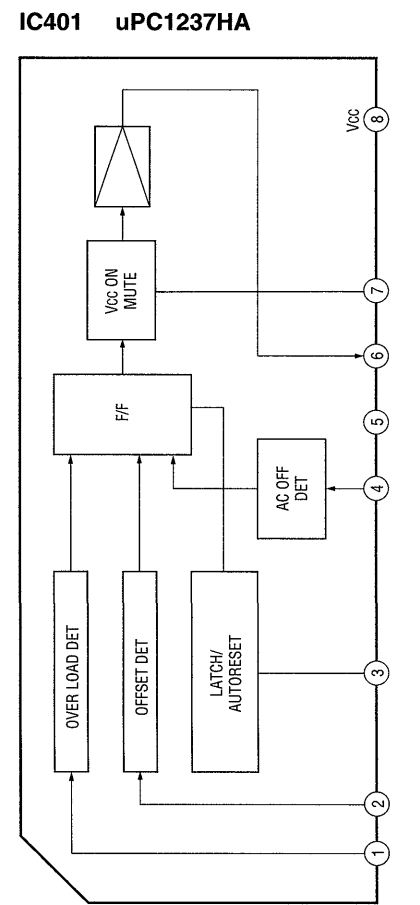 IC401 uPC1237HA
Vcc
8
Vcc ON
MUTE
7
6
F/F
5
AC OFF
DET
4
OVER LOAD DET
OFFSET DET
LATCH/
AUTORESET
3
2
1